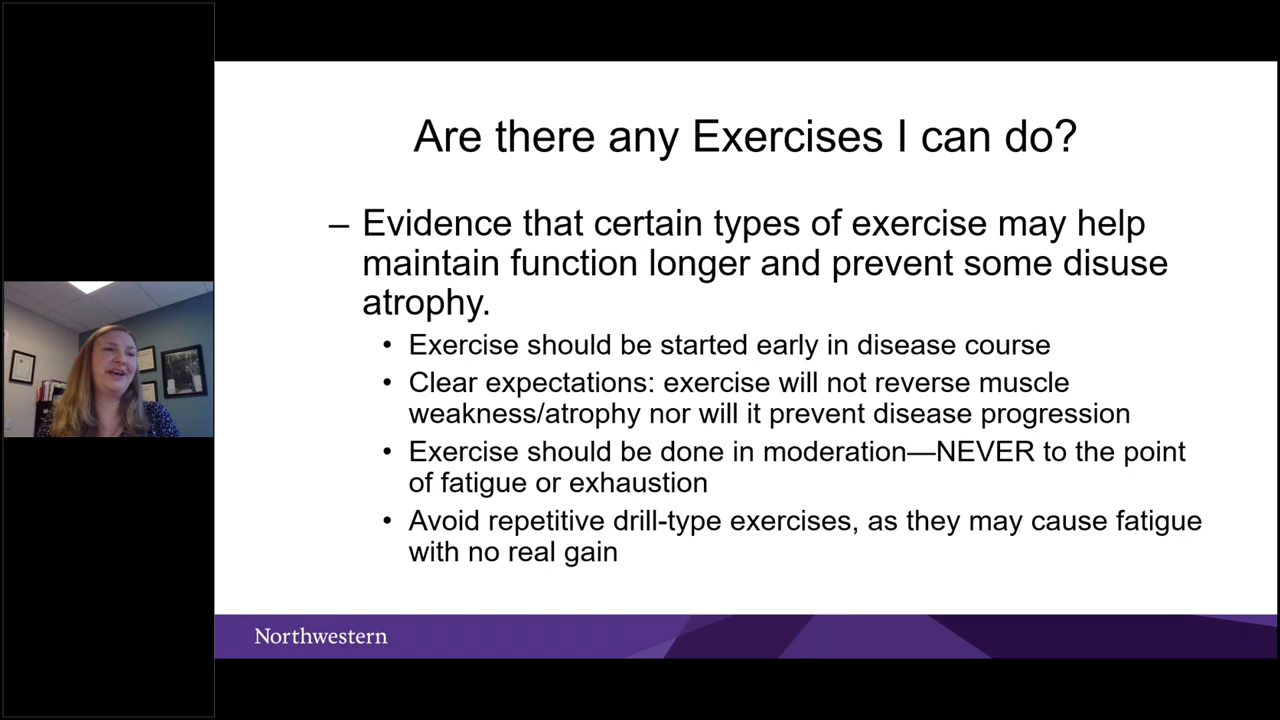 Are there any Exercises I can do?
– Evidence that certain types of exercise may help
maintain function longer and prevent some disuse
atrophy.
• Exercise should be started early in disease course
• Clear expectations: exercise will not reverse muscle
weakness/atrophy nor will it prevent disease progression
• Exercise should be done in moderation—NEVER to the point
of fatigue or exhaustion
• Avoid repetitive drill-type exercises, as they may cause fatigue
with no real gain
Northwestern